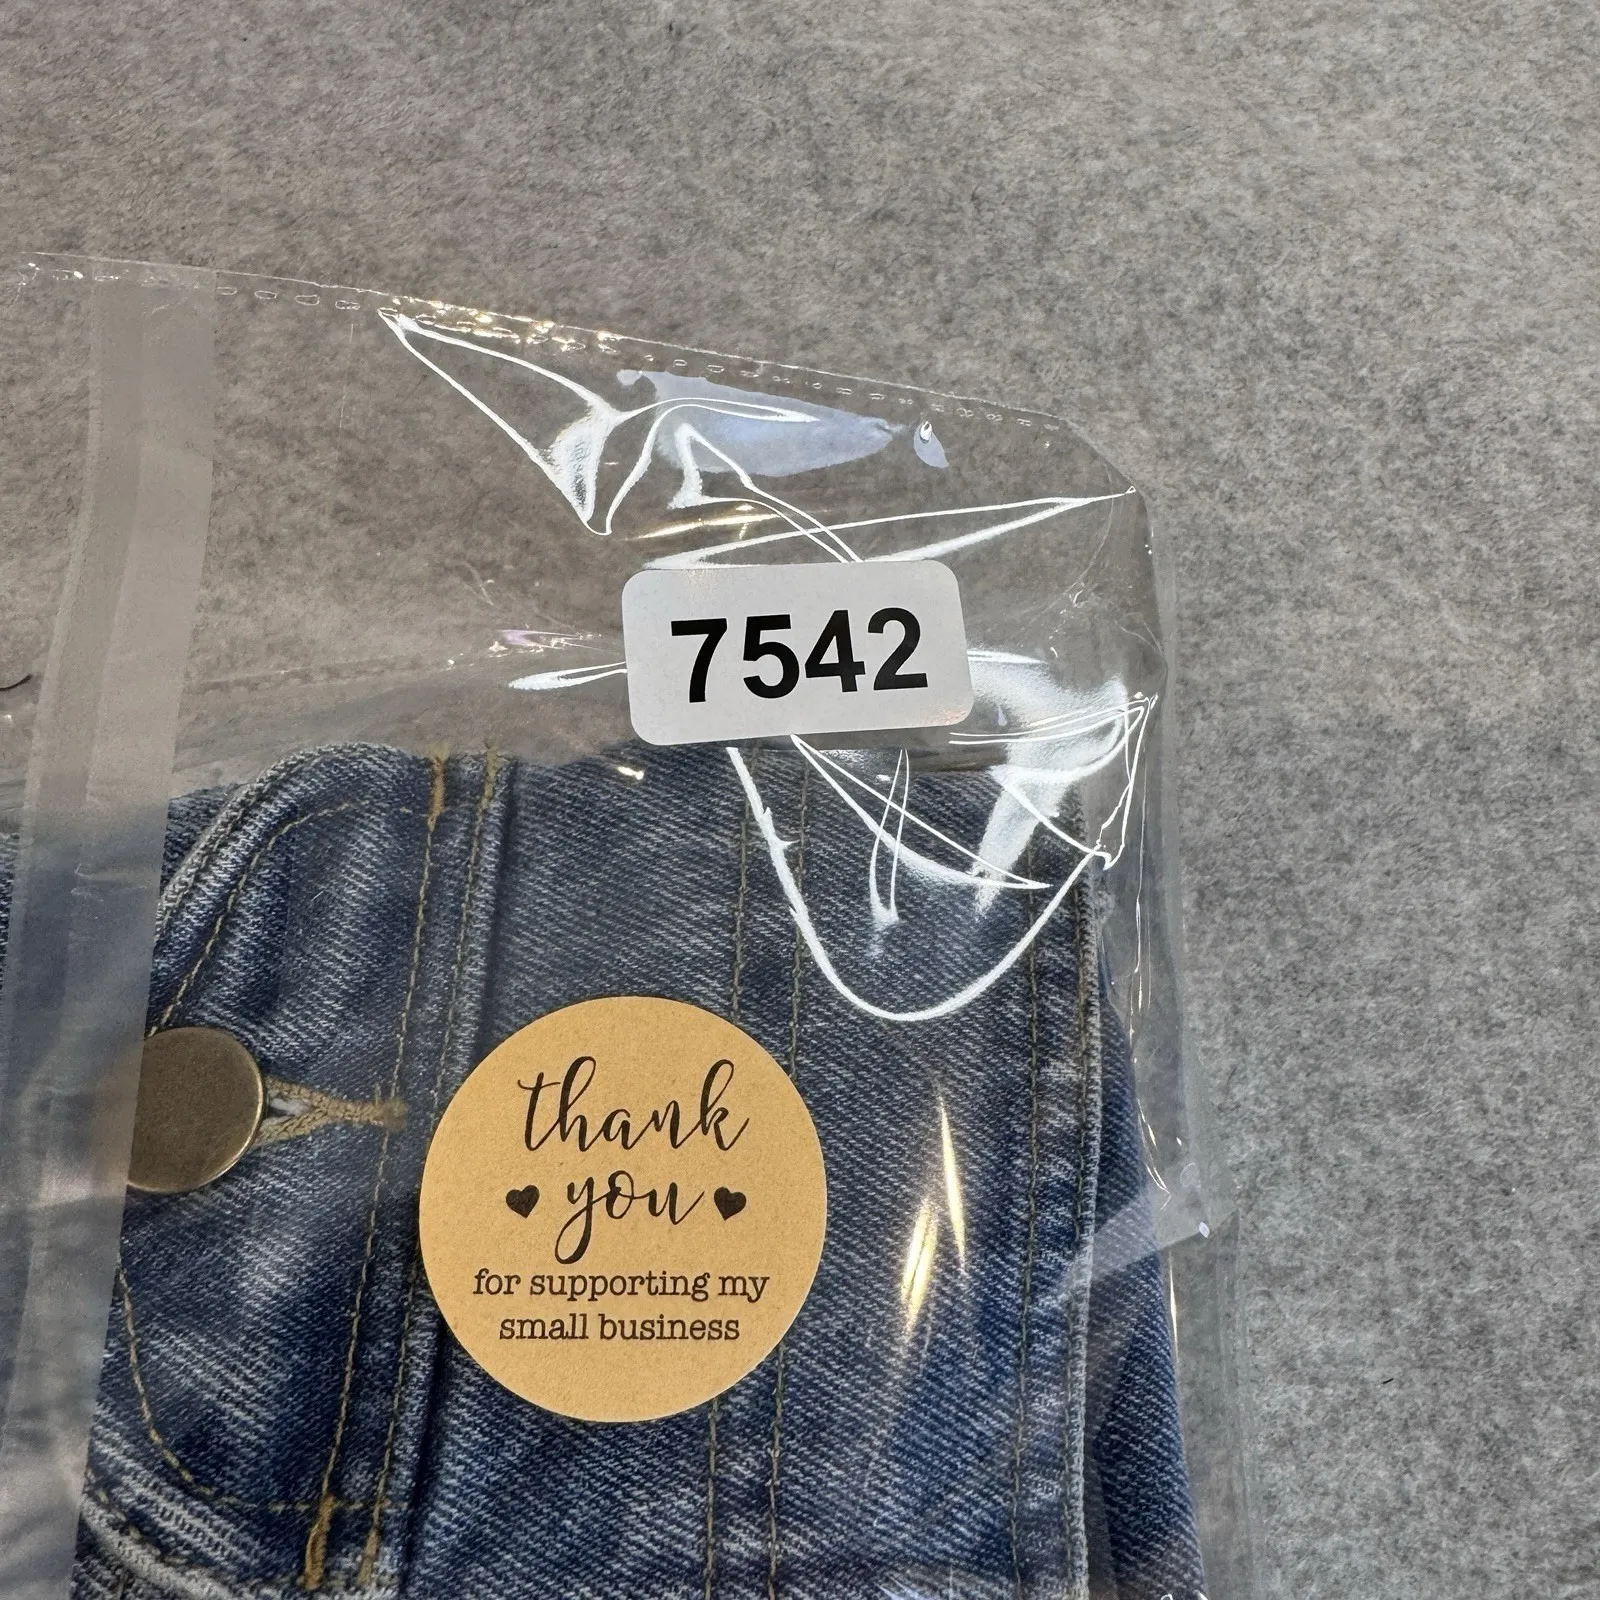 7542
thank
you
for supporting my
small business